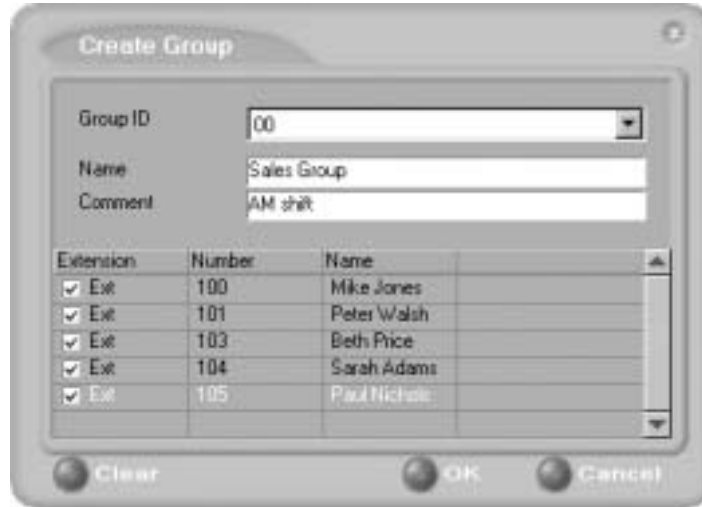 Create Group
Group ID 00
Name Sales Group
Comment AM shift
Extension Number Name
Ext 100 Mike Jones
Ext 101 Peter Walsh
Ext 103 Beth Price
Ext 104 Sarah Adams
Ext 105 Paul Nichols
Clear OK Cancel